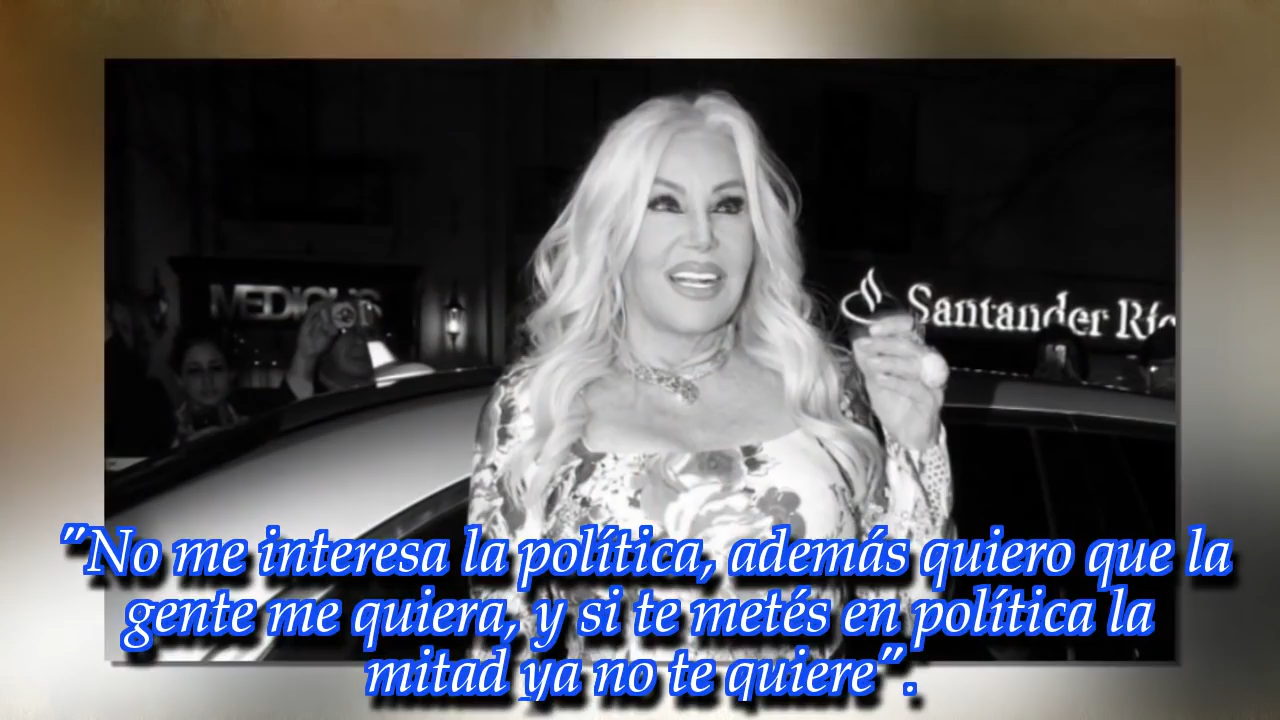 MEDICUS
Santander Río
"No me interesa la política, además quiero que la
gente me quiera, y si te metés en política la
mitad ya no te quiere".